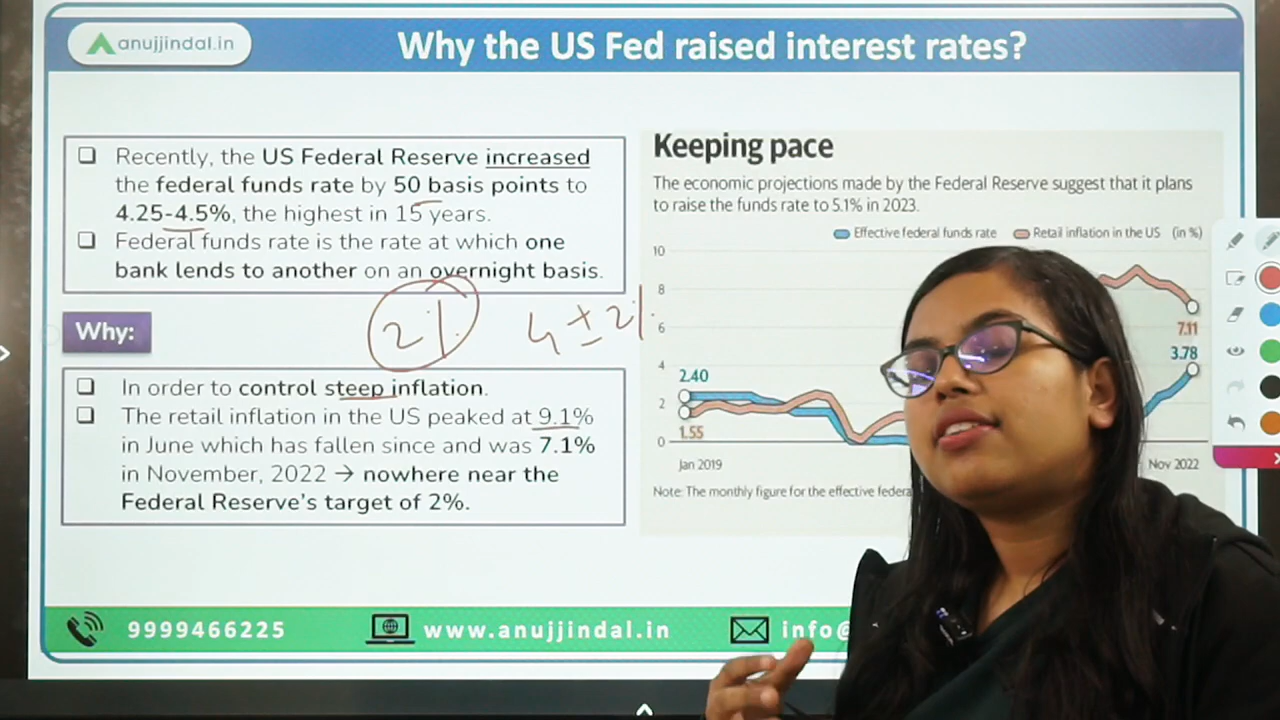 anujjindal.in
Why the US Fed raised interest rates?
Recently, the US Federal Reserve increased
the federal funds rate by 50 basis points to
4.25-4.5%, the highest in 15 years.
Federal funds rate is the rate at which one
bank lends to another on an overnight basis.
2%
4 ± 2%
Why:
In order to control steep inflation.
The retail inflation in the US peaked at 9.1%
in June which has fallen since and was 7.1%
in November, 2022 → nowhere near the
Federal Reserve's target of 2%.
Keeping pace
The economic projections made by the Federal Reserve suggest that it plans
to raise the funds rate to 5.1% in 2023.
Effective federal funds rate Retail inflation in the US (in %)
10
8
6
4
2
0
7.11
3.78
2.40
1.55
Jan 2019 Nov 2022
Note: The monthly figure for the effective
9999466225 www.anujjindal.in info@